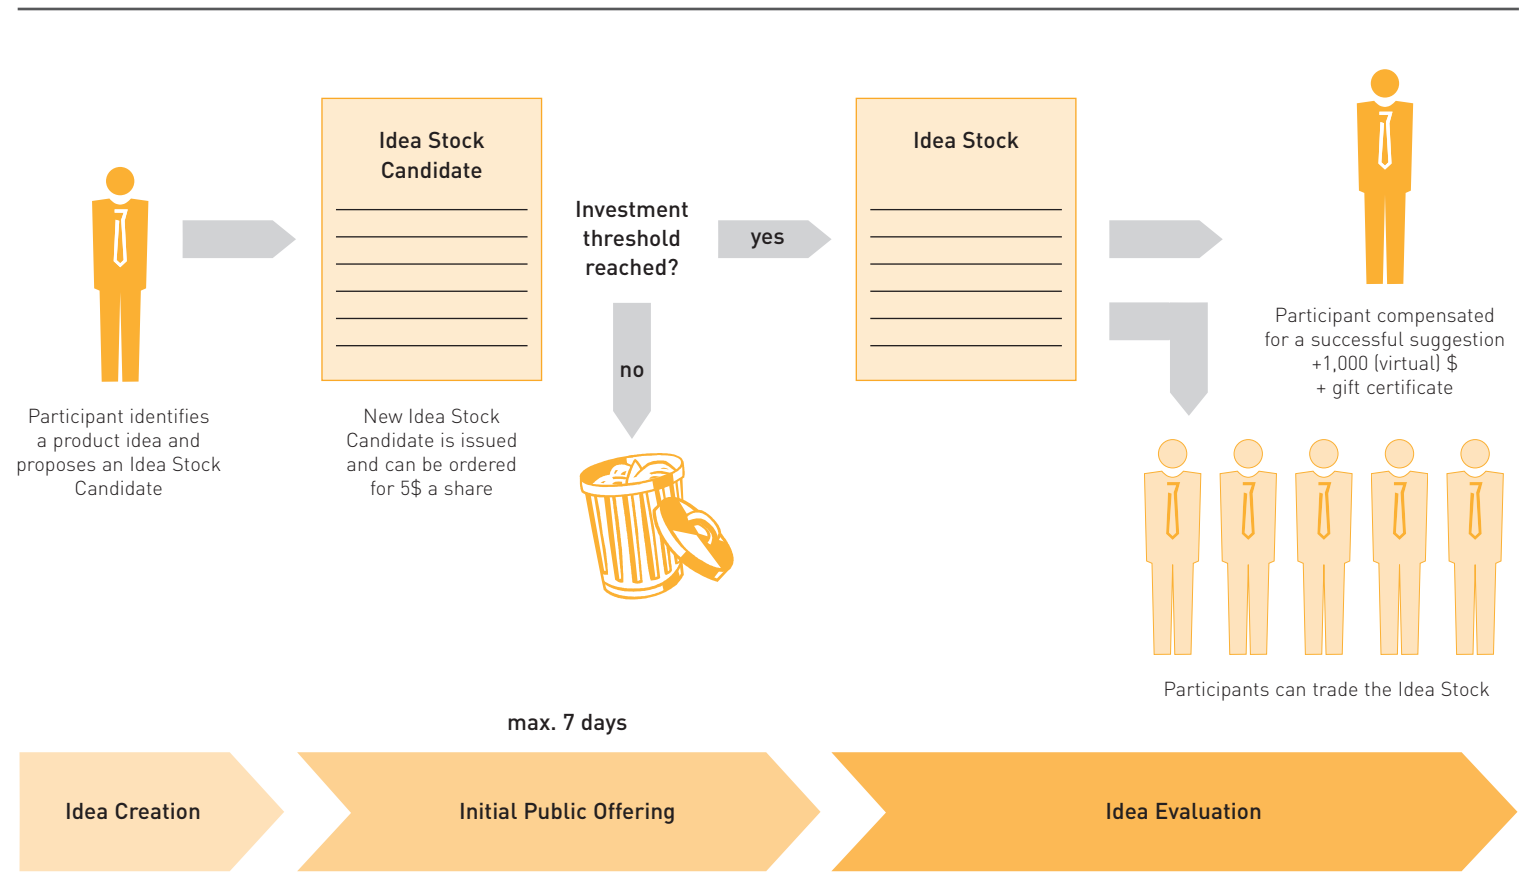 Idea Stock
Candidate
Investment
threshold
reached?
yes
no
Idea Stock
Participant identifies
a product idea and
proposes an Idea Stock
Candidate
New Idea Stock
Candidate is issued
and can be ordered
for 5$ a share
Participant compensated
for a successful suggestion
+1,000 (virtual) $
+ gift certificate
Participants can trade the Idea Stock
max. 7 days
Idea Creation
Initial Public Offering
Idea Evaluation